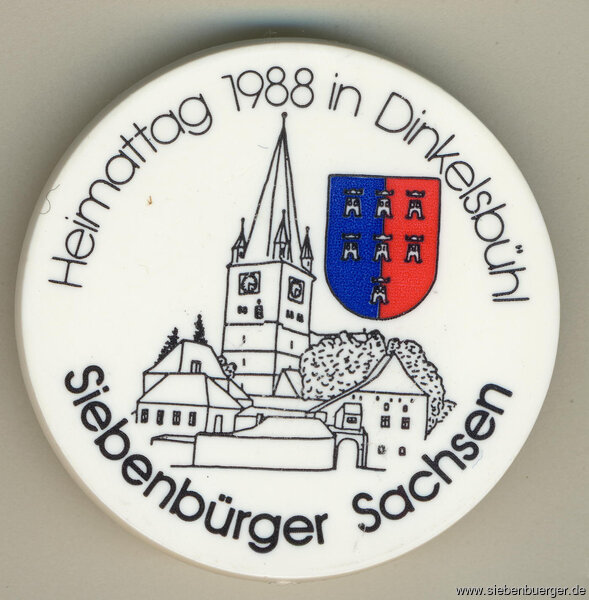 Heimattag 1988 in Dinkelsbühl
Siebenbürger Sachsen
www.siebenbuerger.de